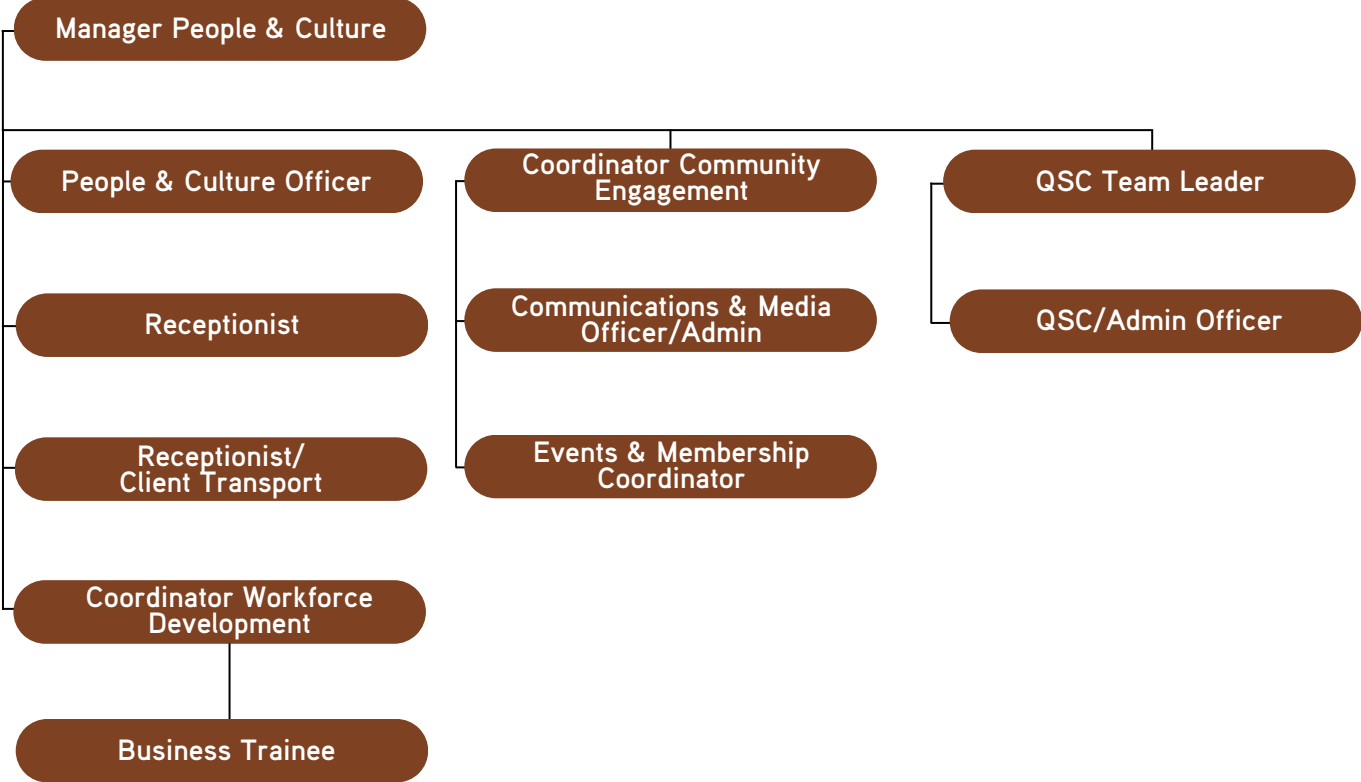 Manager People & Culture
People & Culture Officer
Coordinator Community
Engagement
QSC Team Leader
Receptionist
Communications & Media
Officer/Admin
QSC/Admin Officer
Receptionist/
Client Transport
Events & Membership
Coordinator
Coordinator Workforce
Development
Business Trainee